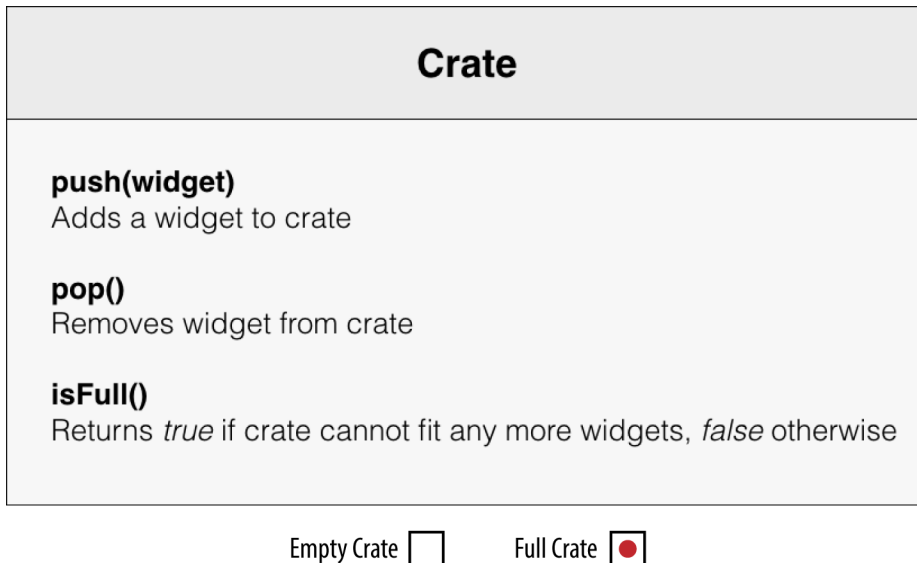 Crate
push(widget)
Adds a widget to crate
pop()
Removes widget from crate
isFull()
Returns true if crate cannot fit any more widgets, false otherwise
Empty Crate Full Crate